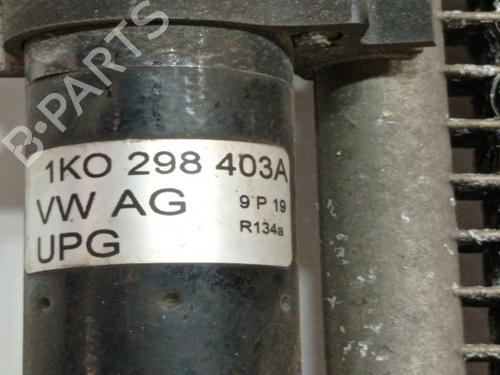 B-PARTS
1KO 298 403A
VW AG 9 P 19
UPG R134a